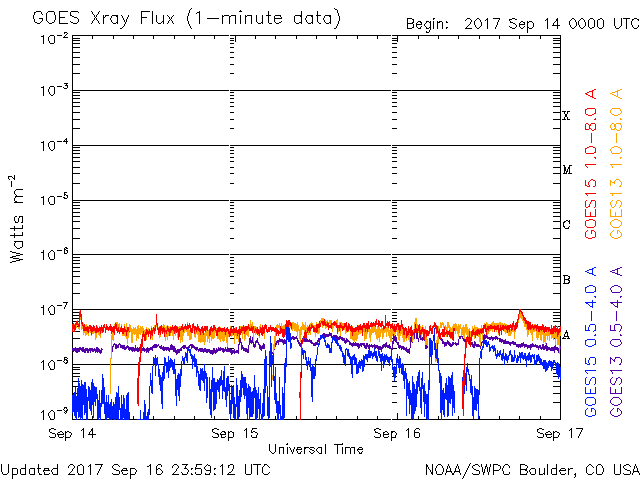 GOES Xray Flux (1-minute data)
Begin: 2017 Sep 14 0000 UTC
10-2
10-3
10-4
10-5
10-6
10-7
10-8
10-9
Watts m-2
X
M
C
B
A
GOES15 1.0-8.0 A
GOES13 1.0-8.0 A
GOES15 0.5-4.0 A
GOES13 0.5-4.0 A
Sep 14
Sep 15
Sep 16
Sep 17
Universal Time
Updated 2017 Sep 16 23:59:12 UTC
NOAA/SWPC Boulder, CO USA